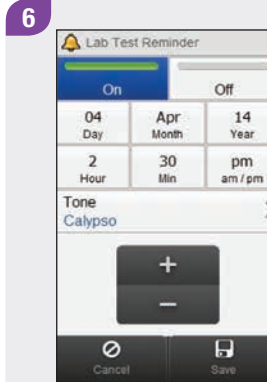 6
Lab Test Reminder
On Off
04 Apr 14
Day Month Year
2 30 pm
Hour Min am / pm
Tone
Calypso
+
−
Cancel Save